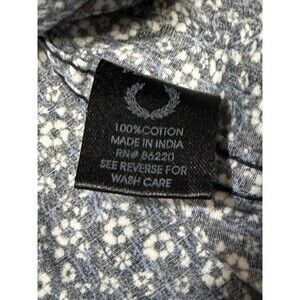 100% COTTON
MADE IN INDIA
RN# 86220
SEE REVERSE FOR
WASH CARE